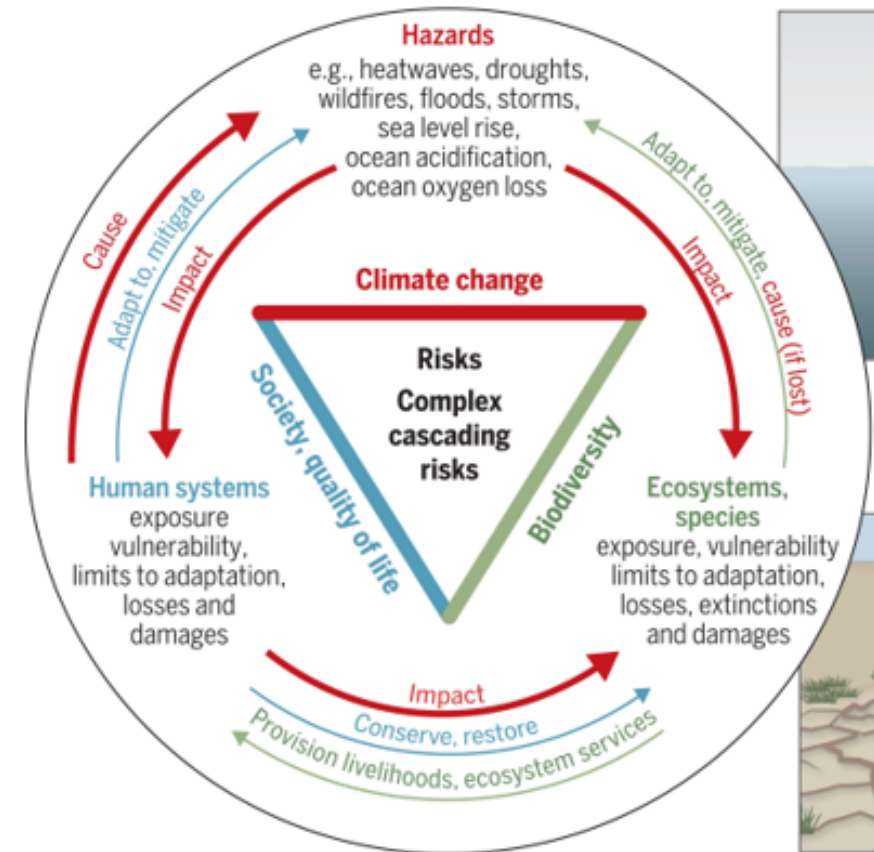 Hazards
e.g., heatwaves, droughts,
wildfires, floods, storms,
sea level rise,
ocean acidification,
ocean oxygen loss
Cause
Adapt to, mitigate
Impact
Adapt to, mitigate, cause (if lost)
Impact
Climate change
Risks
Complex
cascading
risks
Society, quality of life
Biodiversity
Human systems
exposure
vulnerability,
limits to adaptation,
losses and
damages
Ecosystems,
species
exposure, vulnerability
limits to adaptation,
losses, extinctions
and damages
Impact
Conserve, restore
Provision livelihoods, ecosystem services